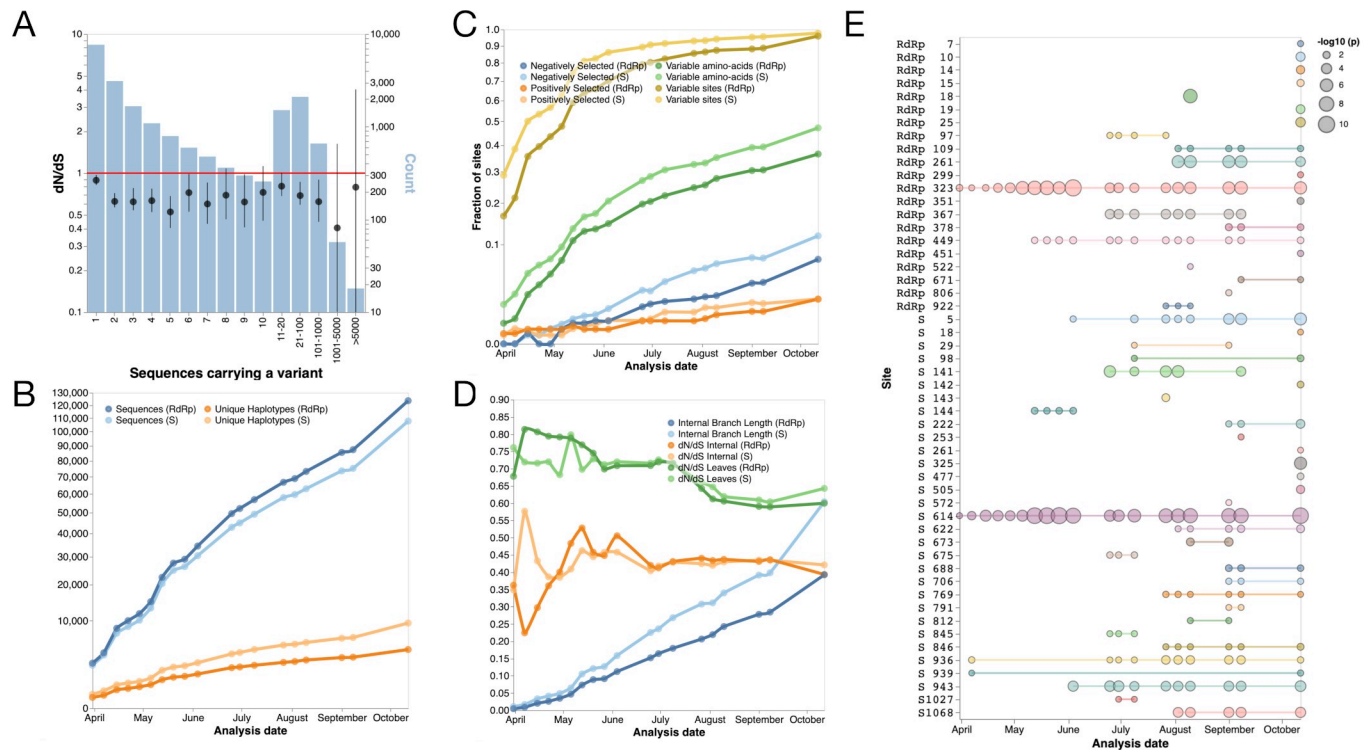 A
10
5
3
2
1
0.5
0.3
0.2
0.1
dN/dS
10,000
3,000
2,000
1,000
300
200
100
30
20
10
Count
1
2
3
4
5
6
7
8
9
10
11-20
21-100
101-1000
1001-5000
>5000
Sequences carrying a variant
B
130,000
120,000
110,000
100,000
90,000
80,000
70,000
60,000
50,000
40,000
30,000
20,000
10,000
0
Sequences (RdRp)
Sequences (S)
Unique Haplotypes (RdRp)
Unique Haplotypes (S)
April May June July August September October
Analysis date
C
1.0
0.9
0.8
0.7
0.6
0.5
0.4
0.3
0.2
0.1
0.0
Fraction of sites
Negatively Selected (RdRp)
Negatively Selected (S)
Positively Selected (RdRp)
Positively Selected (S)
Variable amino-acids (RdRp)
Variable amino-acids (S)
Variable sites (RdRp)
Variable sites (S)
April May June July August September October
Analysis date
D
0.90
0.85
0.80
0.75
0.70
0.65
0.60
0.55
0.50
0.45
0.40
0.35
0.30
0.25
0.20
0.15
0.10
0.05
0.00
Internal Branch Length (RdRp)
Internal Branch Length (S)
dN/dS Internal (RdRp)
dN/dS Internal (S)
dN/dS Leaves (RdRp)
dN/dS Leaves (S)
April May June July August September October
Analysis date
E
Site
RdRp 7
RdRp 10
RdRp 14
RdRp 15
RdRp 18
RdRp 19
RdRp 25
RdRp 97
RdRp 109
RdRp 261
RdRp 299
RdRp 323
RdRp 351
RdRp 367
RdRp 378
RdRp 449
RdRp 451
RdRp 522
RdRp 671
RdRp 806
RdRp 922
S 5
S 18
S 29
S 98
S 141
S 142
S 143
S 144
S 222
S 253
S 261
S 325
S 477
S 505
S 572
S 614
S 622
S 673
S 675
S 688
S 706
S 769
S 791
S 812
S 845
S 846
S 936
S 939
S 943
S1027
S1068
April May June July August September October
Analysis date
-log10 (p)
2
4
6
8
10